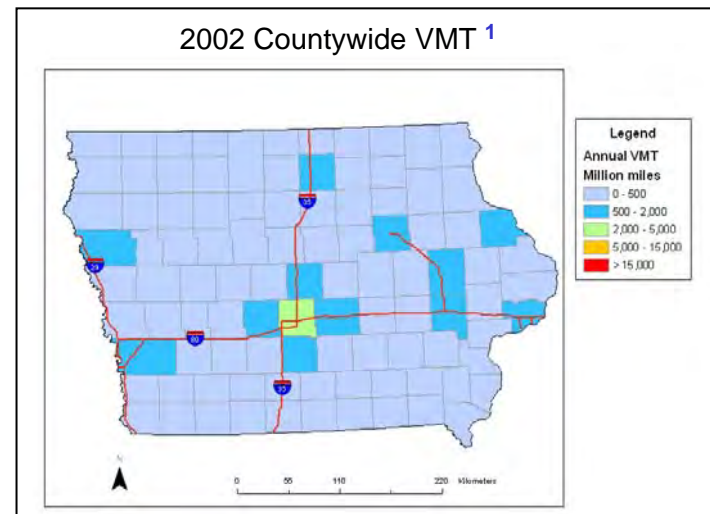 2002 Countywide VMT 1
Legend
Annual VMT
Million miles
0 - 500
500 - 2,000
2,000 - 5,000
5,000 - 15,000
> 15,000
35
29
80
35
N
0 55 110 220 Kilometers